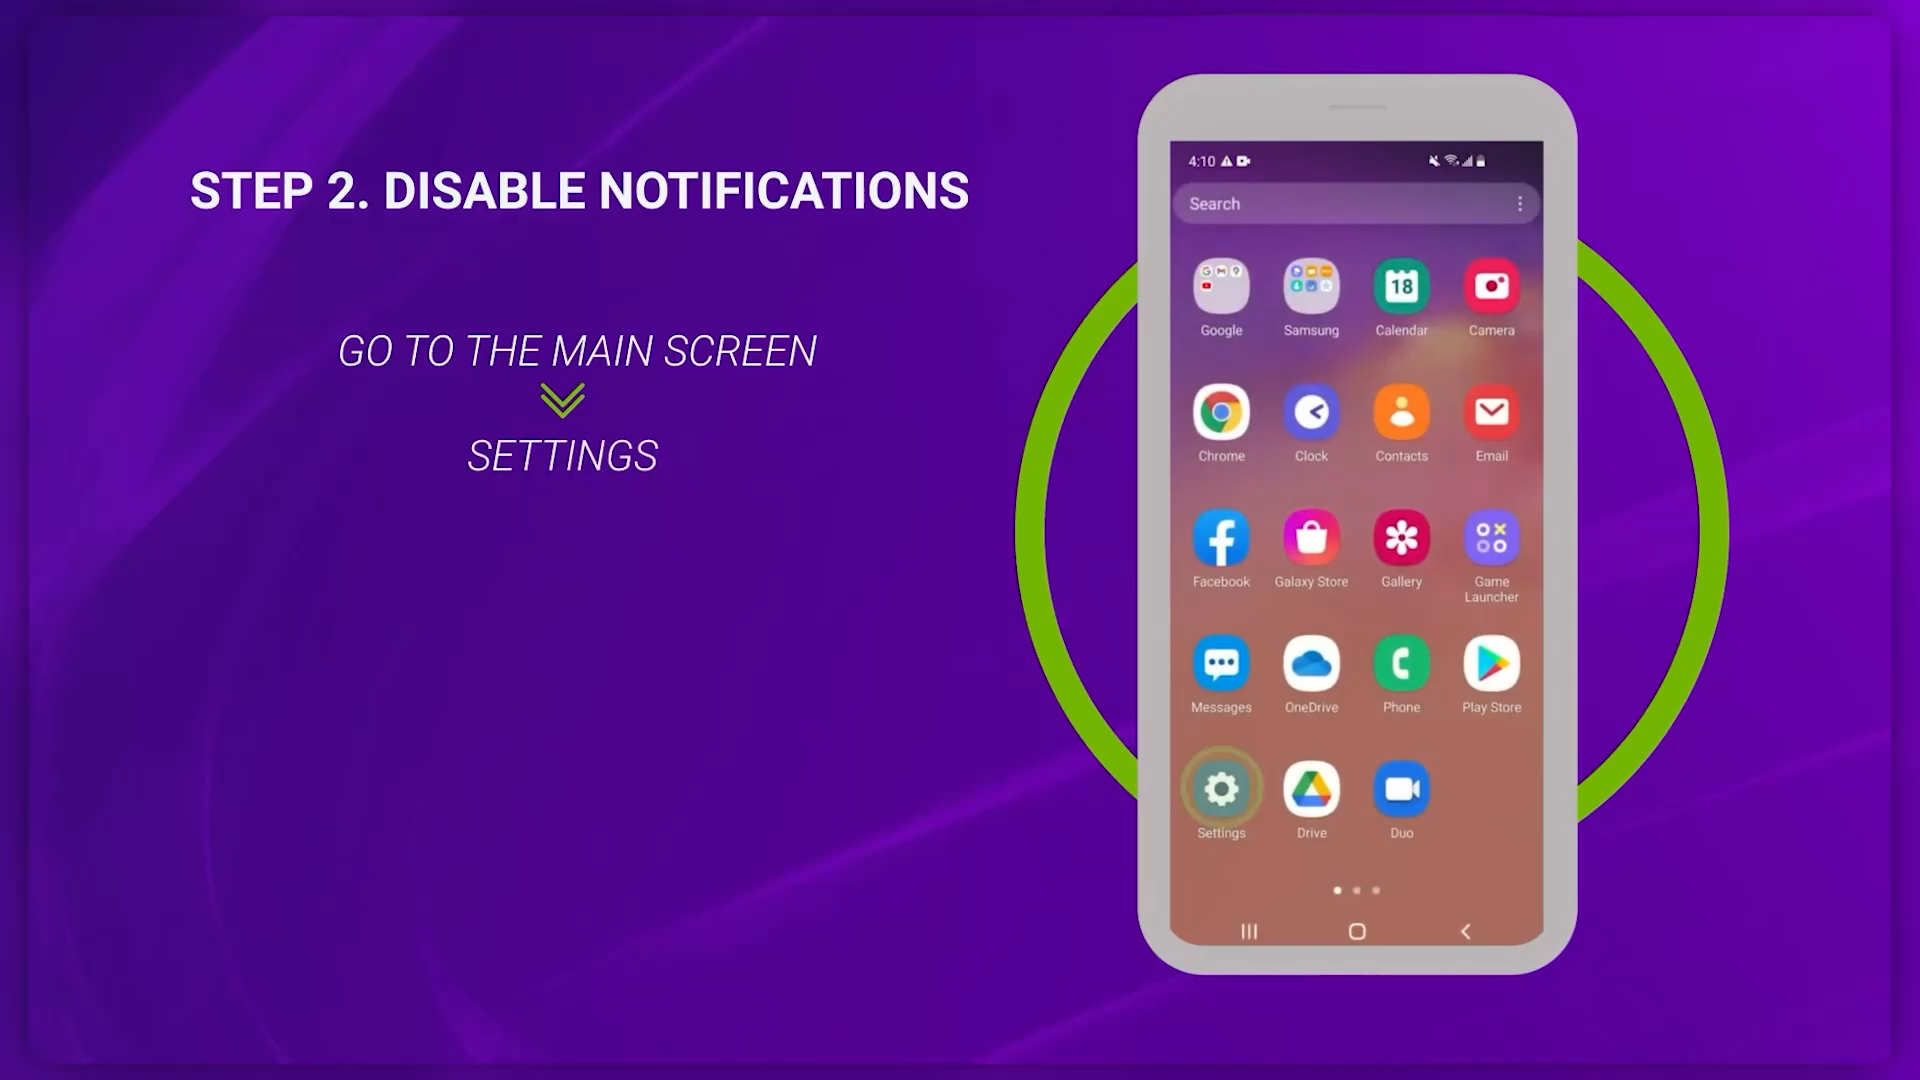 STEP 2. DISABLE NOTIFICATIONS
GO TO THE MAIN SCREEN
SETTINGS
4:10
Search
18
Google Samsung Calendar Camera
Chrome Clock Contacts Email
Facebook Galaxy Store Gallery Game Launcher
Messages OneDrive Phone Play Store
Settings Drive Duo